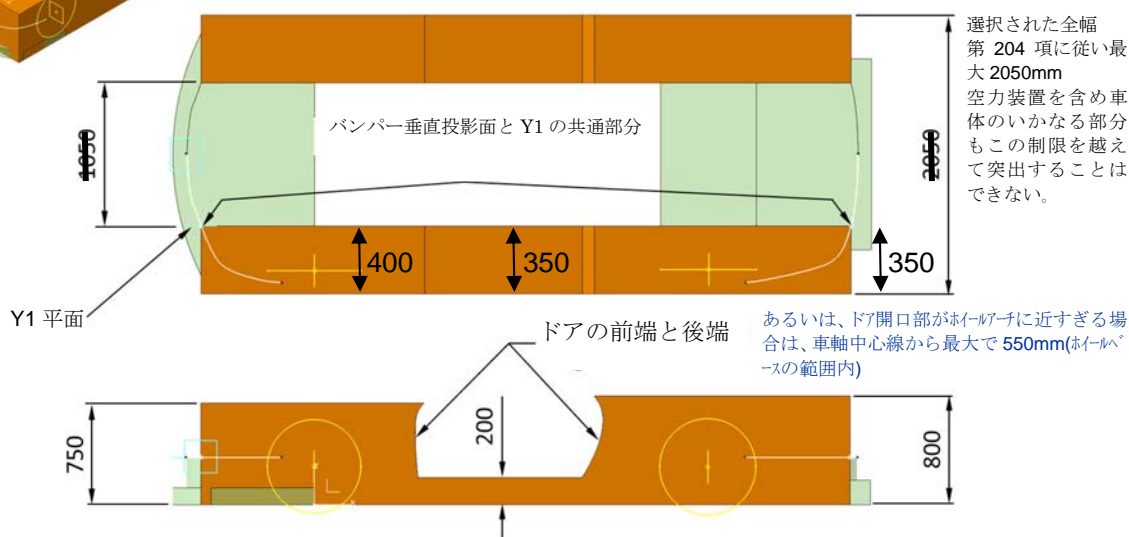 選択された全幅
第 204 項に従い最
大 2050mm
空力装置を含め車
体のいかなる部分
もこの制限を越え
て突出することは
できない。
バンパー垂直投影面と Y1 の共通部分
1050
2050
400
350
350
Y1 平面
ドアの前端と後端
あるいは、ドア開口部がﾎｲｰﾙｱｰﾁに近すぎる場
合は、車軸中心線から最大で 550mm(ﾎｲｰﾙﾍﾞ
ｰｽの範囲内)
750
200
800